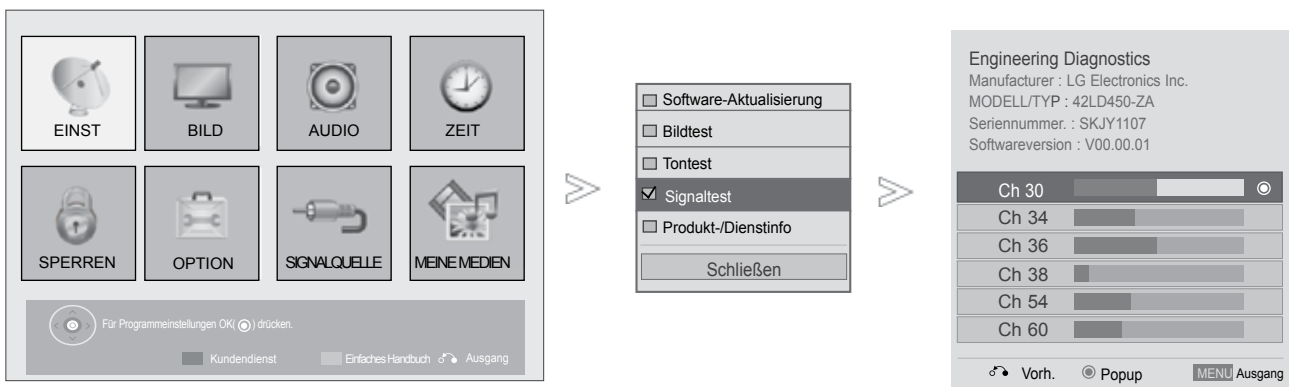 EINST
BILD
AUDIO
ZEIT
SPERREN
OPTION
SIGNALQUELLE
MEINE MEDIEN
Für Programmeinstellungen OK( ) drücken.
Kundendienst
Einfaches Handbuch
Ausgang
Software-Aktualisierung
Bildtest
Tontest
Signaltest
Produkt-/Dienstinfo
Schließen
Engineering Diagnostics
Manufacturer : LG Electronics Inc.
MODELL/TYP : 42LD450-ZA
Seriennummer. : SKJY1107
Softwareversion : V00.00.01
Ch 30
Ch 34
Ch 36
Ch 38
Ch 54
Ch 60
Vorh.
Popup
MENU Ausgang